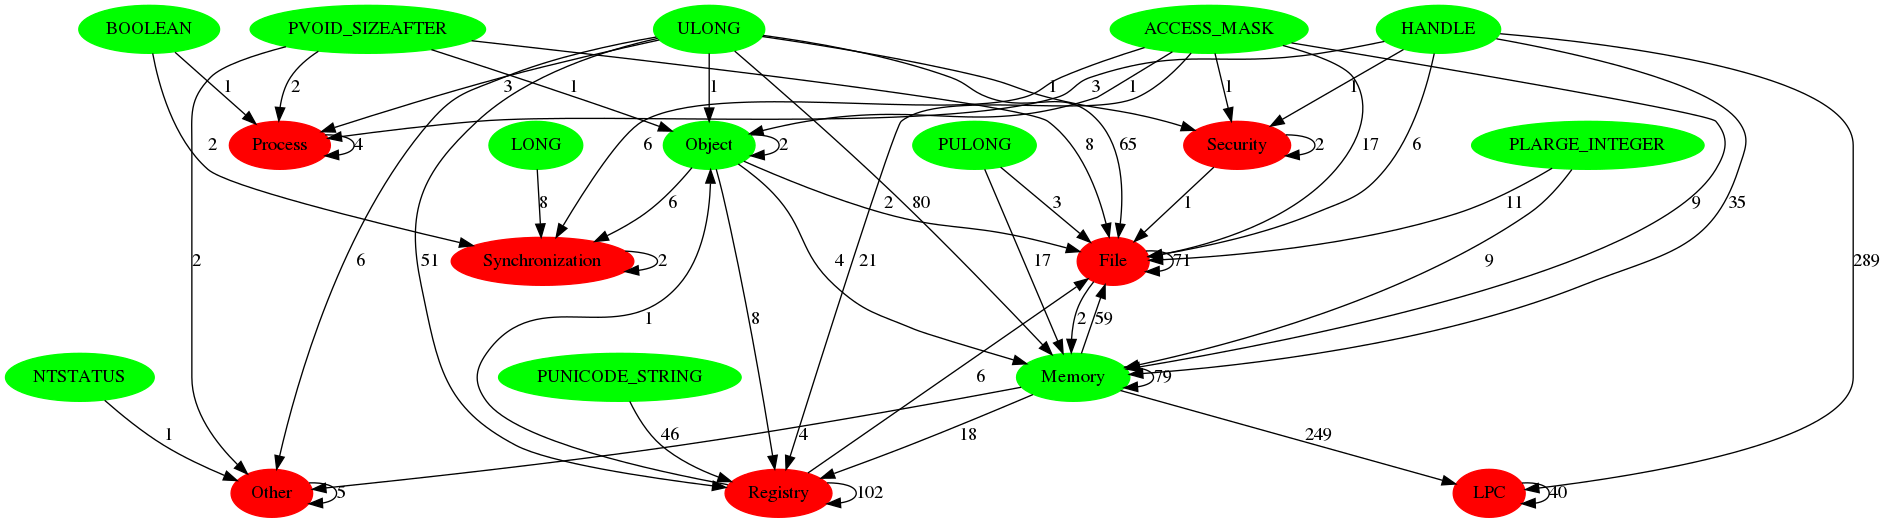 BOOLEAN PVOID_SIZEAFTER ULONG ACCESS_MASK HANDLE
1 2 3 1 1 1 3 1 1 1
Process 4 2 LONG 6 Object 2 PULONG 8 65 Security 2 17 6 PLARGE_INTEGER
8 6 2 80 3 1 11 9 35
2 6 51 Synchronization 2 4 21 17 File 71 9 289
1 8 2 59
NTSTATUS PUNICODE_STRING 6 Memory 79
1 46 4 18 249
Other 5 Registry 102 LPC 40